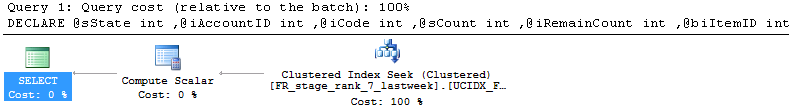 Query 1: Query cost (relative to the batch): 100%
DECLARE @sState int ,@iAccountID int ,@iCode int ,@sCount int ,@iRemainCount int ,@biItemID int
SELECT
Cost: 0 %
Compute Scalar
Cost: 0 %
Clustered Index Seek (Clustered)
[FR_stage_rank_7_lastweek].[UCIDX_F…
Cost: 100 %